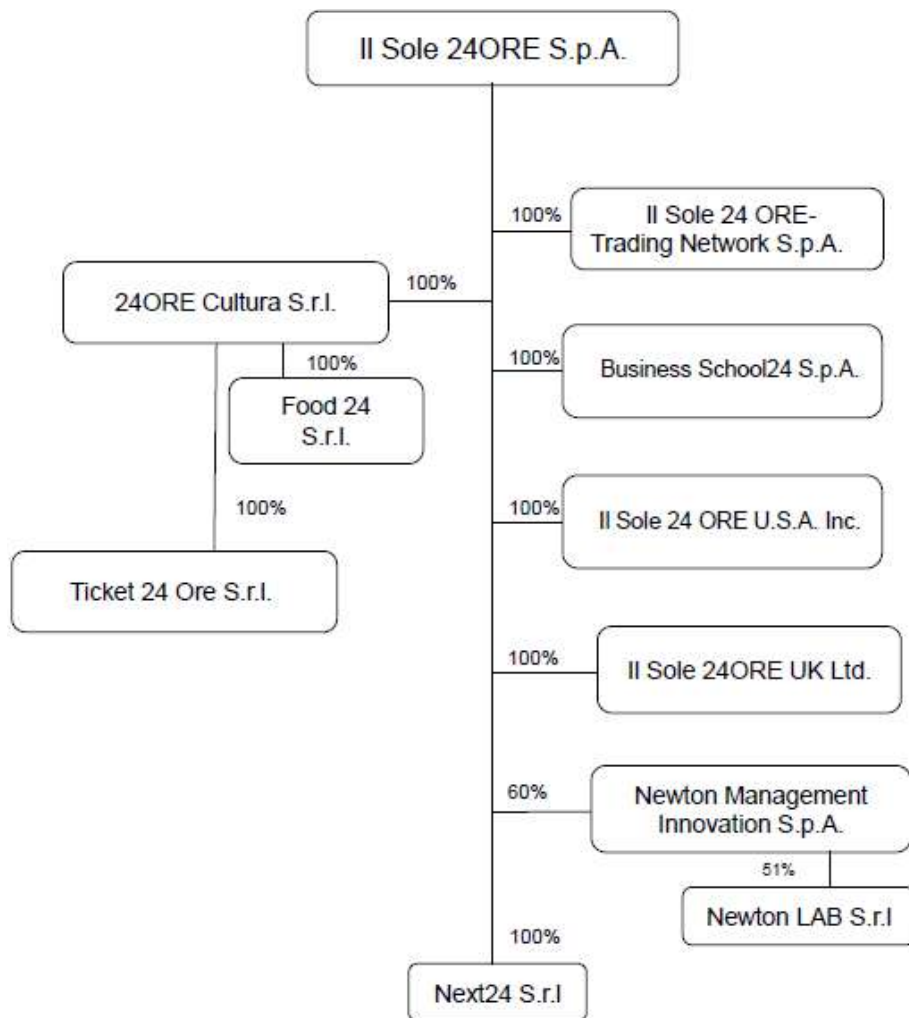 Il Sole 24ORE S.p.A.
100%
Il Sole 24 ORE-
Trading Network S.p.A.
100%
24ORE Cultura S.r.l.
100%
Business School24 S.p.A.
100%
Food 24
S.r.l.
100%
Il Sole 24 ORE U.S.A. Inc.
100%
Ticket 24 Ore S.r.l.
100%
Il Sole 24ORE UK Ltd.
60%
Newton Management
Innovation S.p.A.
51%
Newton LAB S.r.l
100%
Next24 S.r.l